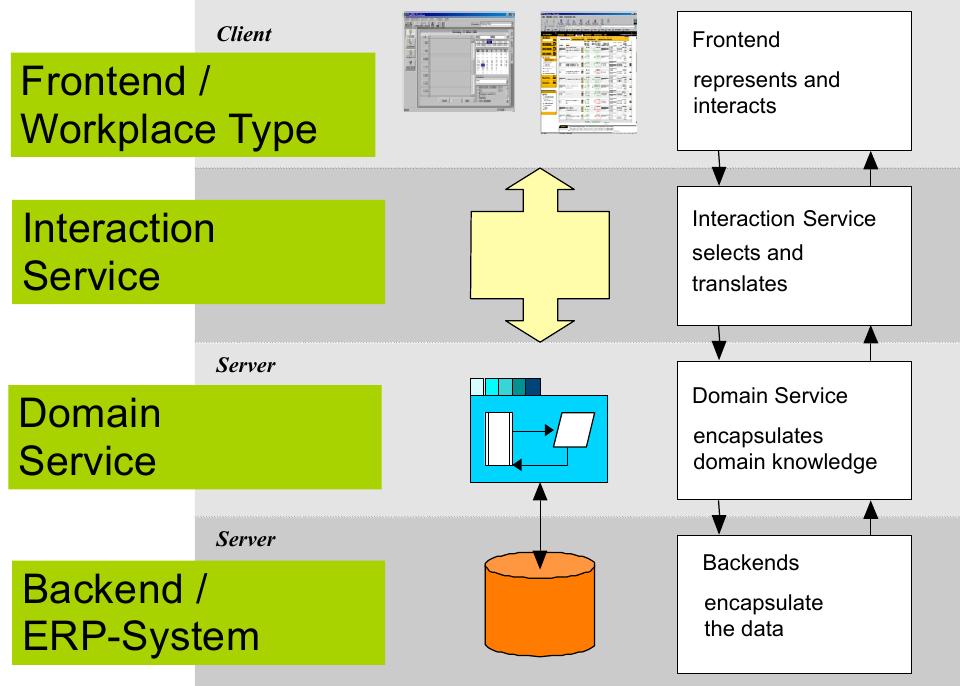 Client
Frontend /
Workplace Type
Frontend
represents and
interacts
Interaction
Service
Interaction Service
selects and
translates
Server
Domain
Service
Domain Service
encapsulates
domain knowledge
Server
Backend /
ERP-System
Backends
encapsulate
the data